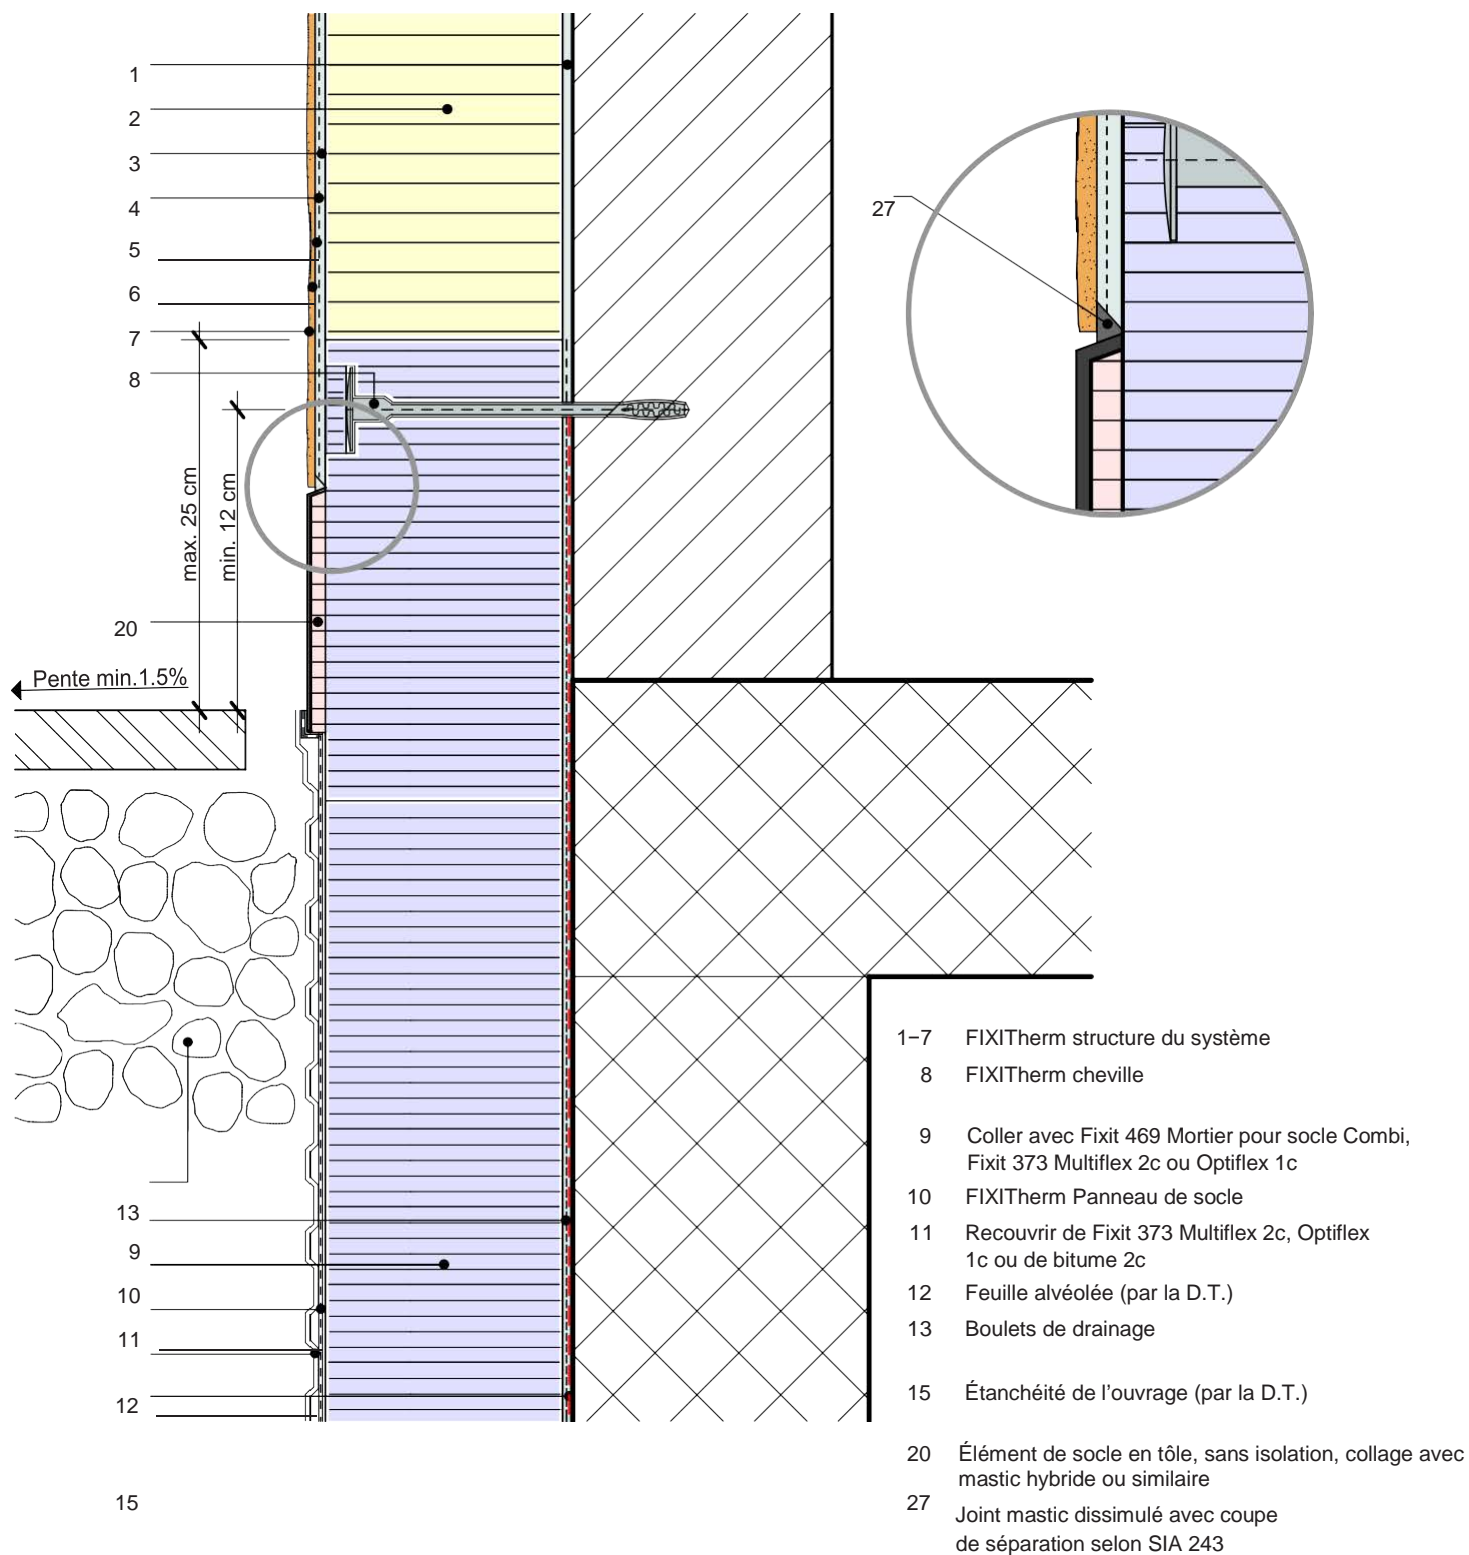 1
2
3
4
5
6
7
8
27
max. 25 cm
min. 12 cm
20
Pente min.1.5%
13
9
10
11
12
15
1–7 FIXITherm structure du système
8 FIXITherm cheville
9 Coller avec Fixit 469 Mortier pour socle Combi,
Fixit 373 Multiflex 2c ou Optiflex 1c
10 FIXITherm Panneau de socle
11 Recouvrir de Fixit 373 Multiflex 2c, Optiflex
1c ou de bitume 2c
12 Feuille alvéolée (par la D.T.)
13 Boulets de drainage
15 Étanchéité de l’ouvrage (par la D.T.)
20 Élément de socle en tôle, sans isolation, collage avec
mastic hybride ou similaire
27 Joint mastic dissimulé avec coupe
de séparation selon SIA 243